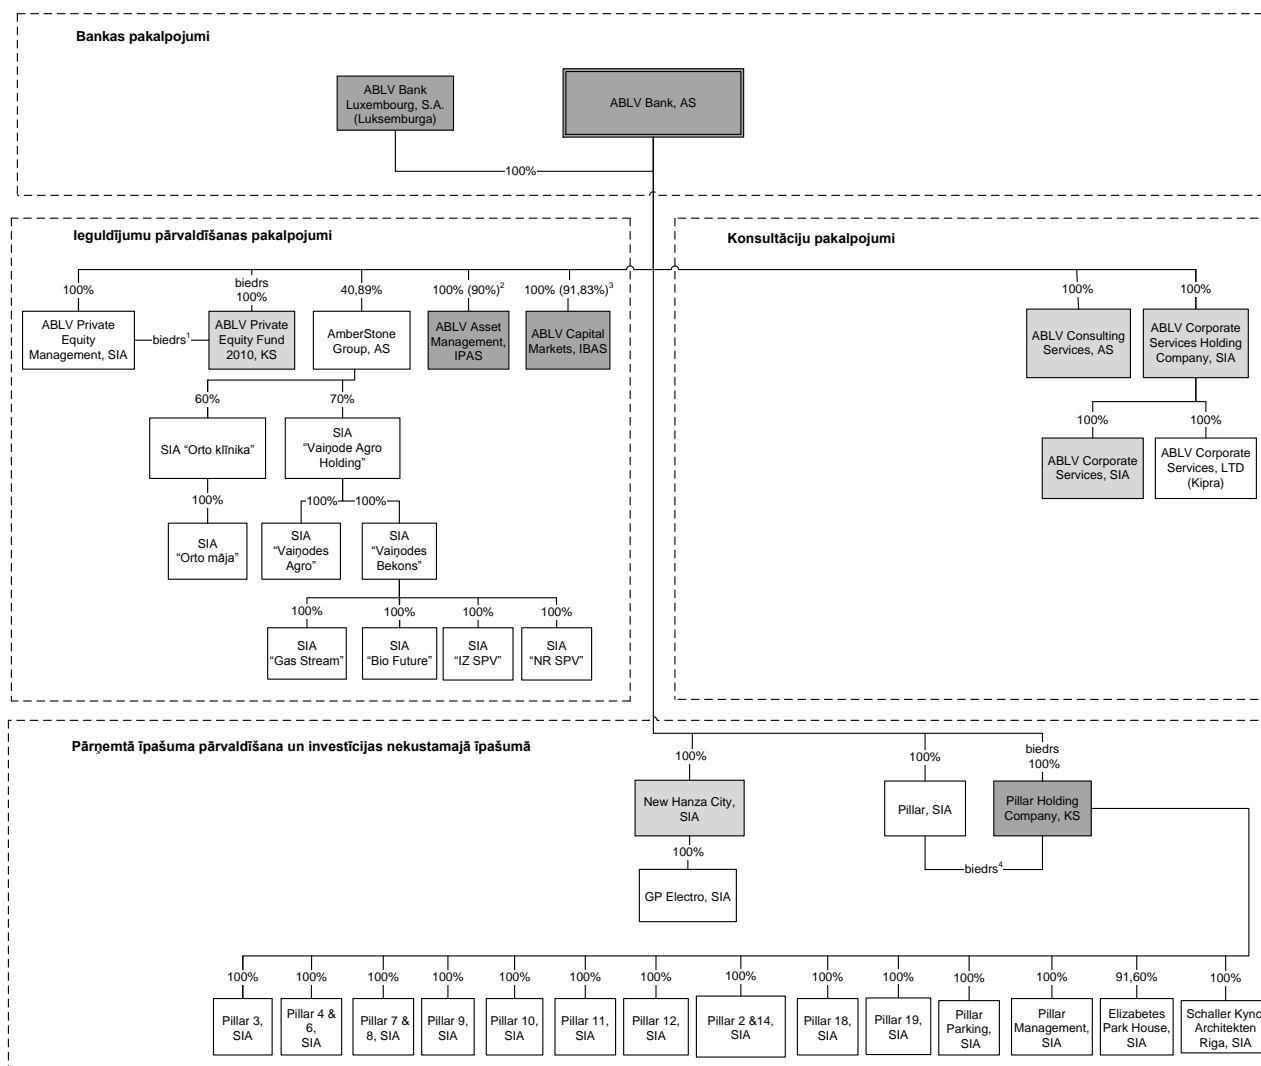 Bankas pakalpojumi
ABLV Bank
Luxembourg, S.A.
(Luksemburga)
ABLV Bank, AS
100%
Ieguldījumu pārvaldīšanas pakalpojumi
Konsultāciju pakalpojumi
100%
biedrs
100%
40,89%
100% (90%)²
100% (91,83%)³
100%
100%
ABLV Private
Equity
Management, SIA
biedrs¹
ABLV Private
Equity Fund
2010, KS
AmberStone
Group, AS
ABLV Asset
Management,
IPAS
ABLV Capital
Markets, IBAS
ABLV Consulting
Services, AS
ABLV Corporate
Services Holding
Company, SIA
60%
70%
100%
100%
SIA “Orto klīnika”
SIA
“Vaiņode Agro
Holding”
ABLV Corporate
Services, SIA
ABLV Corporate
Services, LTD
(Kipra)
100%
100%
100%
SIA
“Orto māja”
SIA
“Vaiņodes
Agro”
SIA
“Vaiņodes
Bekons”
100%
100%
100%
100%
SIA
“Gas Stream”
SIA
“Bio Future”
SIA
“IZ SPV”
SIA
“NR SPV”
Pārņemtā īpašuma pārvaldīšana un investīcijas nekustamajā īpašumā
100%
100%
biedrs
100%
New Hanza City,
SIA
Pillar, SIA
Pillar Holding
Company, KS
100%
biedrs⁴
GP Electro, SIA
100%
100%
100%
100%
100%
100%
100%
100%
100%
100%
100%
100%
91,60%
100%
Pillar 3,
SIA
Pillar 4 &
6, SIA
Pillar 7 &
8, SIA
Pillar 9,
SIA
Pillar 10,
SIA
Pillar 11,
SIA
Pillar 12,
SIA
Pillar 2 &14,
SIA
Pillar 18,
SIA
Pillar 19,
SIA
Pillar
Parking,
SIA
Pillar
Management,
SIA
Elizabetes
Park House,
SIA
Schaller Kyncl
Architekten
Riga, SIA